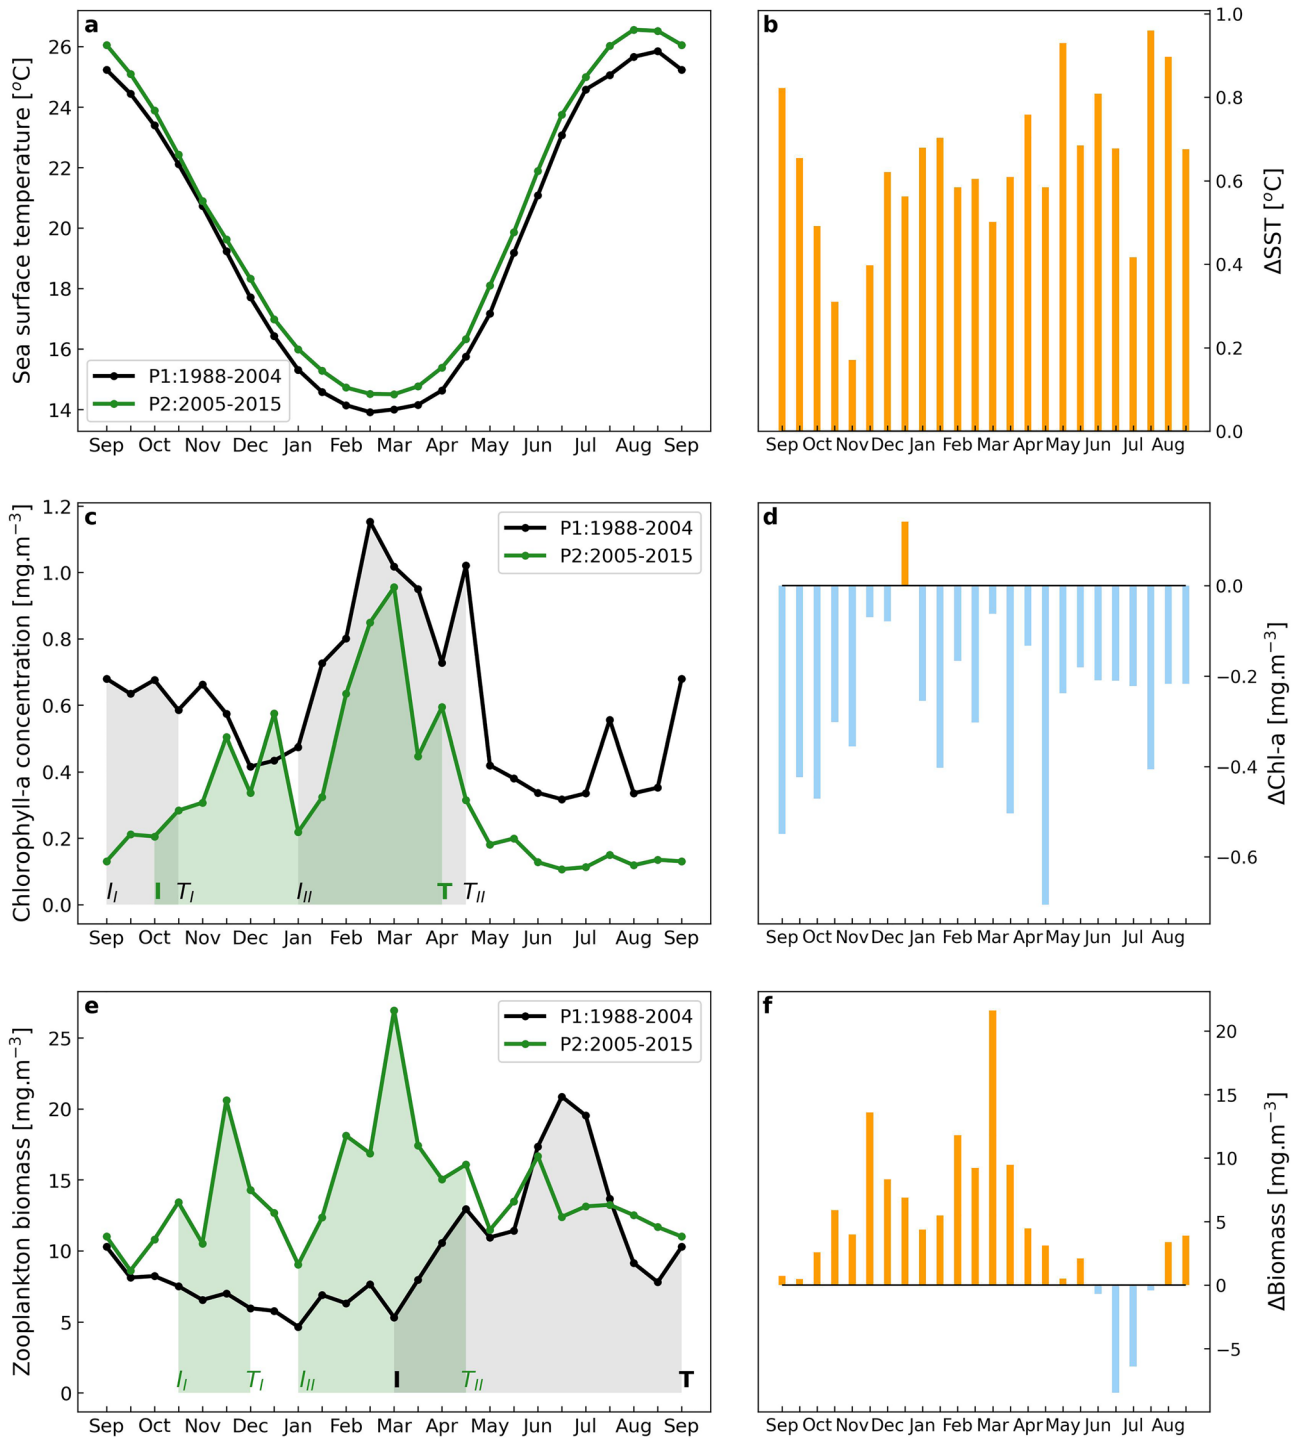 a
Sea surface temperature [°C]
26
24
22
20
18
16
14
P1:1988-2004
P2:2005-2015
Sep Oct Nov Dec Jan Feb Mar Apr May Jun Jul Aug Sep
b
1.0
0.8
0.6
0.4
0.2
0.0
ΔSST [°C]
Sep Oct Nov Dec Jan Feb Mar Apr May Jun Jul Aug
c
Chlorophyll-a concentration [mg.m⁻³]
1.2
1.0
0.8
0.6
0.4
0.2
0.0
P1:1988-2004
P2:2005-2015
I_I I T_I I_II T T_II
Sep Oct Nov Dec Jan Feb Mar Apr May Jun Jul Aug Sep
d
0.0
−0.2
−0.4
−0.6
ΔChl-a [mg.m⁻³]
Sep Oct Nov Dec Jan Feb Mar Apr May Jun Jul Aug
e
Zooplankton biomass [mg.m⁻³]
25
20
15
10
5
0
P1:1988-2004
P2:2005-2015
I_I T_I I_II I T_II T
Sep Oct Nov Dec Jan Feb Mar Apr May Jun Jul Aug Sep
f
20
15
10
5
0
−5
ΔBiomass [mg.m⁻³]
Sep Oct Nov Dec Jan Feb Mar Apr May Jun Jul Aug